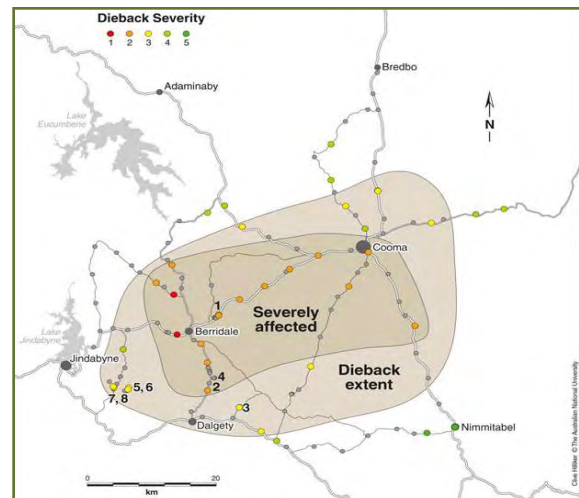 Dieback Severity
1 2 3 4 5
Bredbo
Adaminaby
Lake
Eucumbene
N
Cooma
1
Severely
affected
Berridale
Lake
Jindabyne
Jindabyne
4
Dieback
extent
5, 6
2
7, 8
3
Dalgety
Nimmitabel
0 20
km
Clive Hilliker © The Australian National University